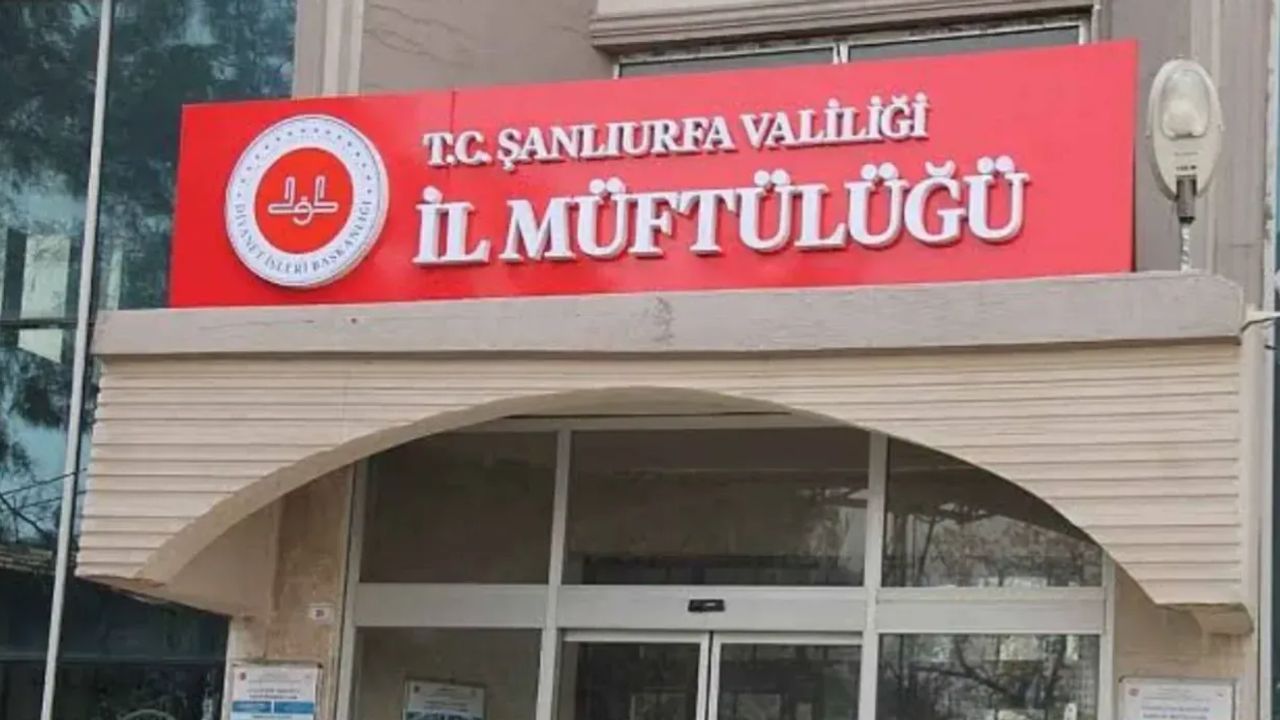 T.C. ŞANLIURFA VALİLİĞİ
İL MÜFTÜLÜĞÜ
DİYANET İŞLERİ BAŞKANLIĞI